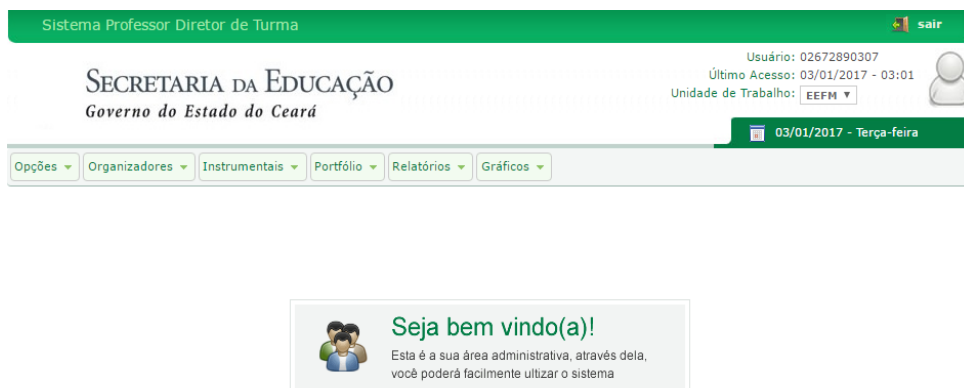 Sistema Professor Diretor de Turma
sair
SECRETARIA DA EDUCAÇÃO
Governo do Estado do Ceará
Usuário: 02672890307
Último Acesso: 03/01/2017 - 03:01
Unidade de Trabalho: EEFM
03/01/2017 - Terça-feira
Opções Organizadores Instrumentais Portfólio Relatórios Gráficos
Seja bem vindo(a)!
Esta é a sua área administrativa, através dela,
você poderá facilmente ultizar o sistema